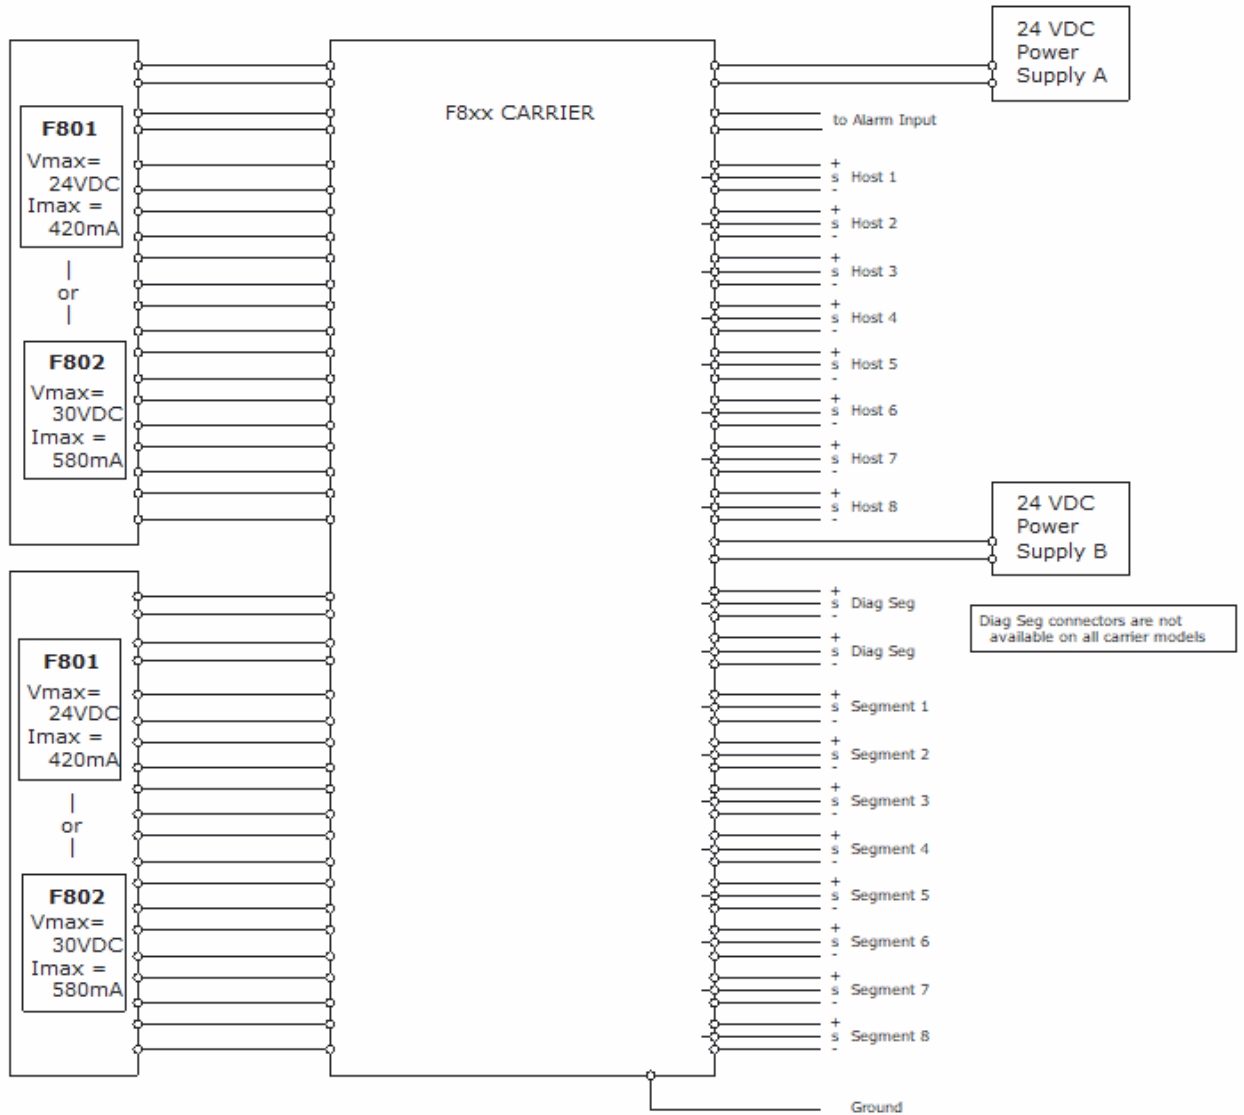 24 VDC
Power
Supply A
F8xx CARRIER
to Alarm Input
F801
Vmax=
24VDC
Imax =
420mA
|
or
|
F802
Vmax=
30VDC
Imax =
580mA
+
s Host 1
-
+
s Host 2
-
+
s Host 3
-
+
s Host 4
-
+
s Host 5
-
+
s Host 6
-
+
s Host 7
-
+
s Host 8
-
24 VDC
Power
Supply B
+
s Diag Seg
-
Diag Seg connectors are not
available on all carrier models
+
s Diag Seg
-
F801
Vmax=
24VDC
Imax =
420mA
|
or
|
F802
Vmax=
30VDC
Imax =
580mA
+
s Segment 1
-
+
s Segment 2
-
+
s Segment 3
-
+
s Segment 4
-
+
s Segment 5
-
+
s Segment 6
-
+
s Segment 7
-
+
s Segment 8
-
Ground